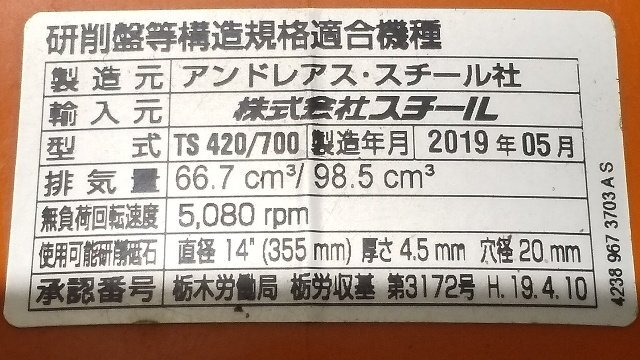 研削盤等構造規格適合機種
製造元 アンドレアス・スチール社
輸入元 株式会社スチール
型式 TS 420/700 製造年月 2019年05月
排気量 66.7 cm³/ 98.5 cm³
無負荷回転速度 5,080 rpm
使用可能研削砥石 直径 14" (355 mm) 厚さ 4.5 mm 穴径 20 mm
承認番号 栃木労働局 栃労収基 第3172号 H. 19. 4. 10
4238 967 3703 A S